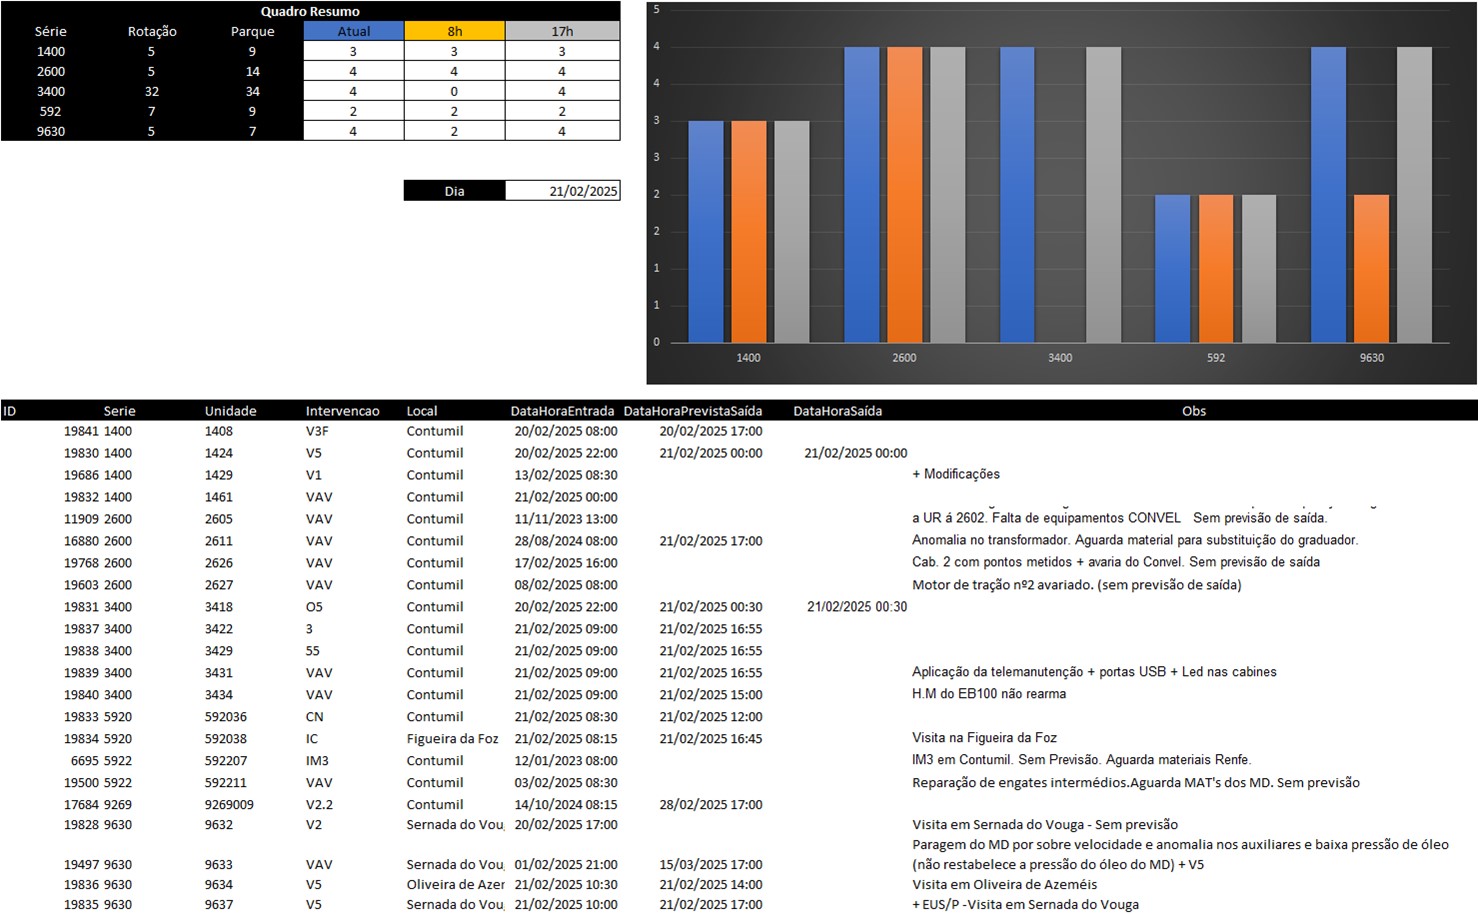 Quadro Resumo
Série Rotação Parque Atual 8h 17h
1400 5 9 3 3 3
2600 5 14 4 4 4
3400 32 34 4 0 4
592 7 9 2 2 2
9630 5 7 4 2 4
Dia 21/02/2025
5
4
4
3
3
2
2
1
1
0
1400 2600 3400 592 9630
ID Serie Unidade Intervencao Local DataHoraEntrada DataHoraPrevistaSaída DataHoraSaída Obs
19841 1400 1408 V3F Contumil 20/02/2025 08:00 20/02/2025 17:00
19830 1400 1424 V5 Contumil 20/02/2025 22:00 21/02/2025 00:00 21/02/2025 00:00
19686 1400 1429 V1 Contumil 13/02/2025 08:30 + Modificações
19832 1400 1461 VAV Contumil 21/02/2025 00:00
11909 2600 2605 VAV Contumil 11/11/2023 13:00 a UR á 2602. Falta de equipamentos CONVEL Sem previsão de saída.
16880 2600 2611 VAV Contumil 28/08/2024 08:00 21/02/2025 17:00 Anomalia no transformador. Aguarda material para substituição do graduador.
19768 2600 2626 VAV Contumil 17/02/2025 16:00 Cab. 2 com pontos metidos + avaria do Convel. Sem previsão de saída
19603 2600 2627 VAV Contumil 08/02/2025 08:00 Motor de tração nº2 avariado. (sem previsão de saída)
19831 3400 3418 O5 Contumil 20/02/2025 22:00 21/02/2025 00:30 21/02/2025 00:30
19837 3400 3422 3 Contumil 21/02/2025 09:00 21/02/2025 16:55
19838 3400 3429 55 Contumil 21/02/2025 09:00 21/02/2025 16:55
19839 3400 3431 VAV Contumil 21/02/2025 09:00 21/02/2025 16:55 Aplicação da telemanutenção + portas USB + Led nas cabines
19840 3400 3434 VAV Contumil 21/02/2025 09:00 21/02/2025 15:00 H.M do EB100 não rearma
19833 5920 592036 CN Contumil 21/02/2025 08:30 21/02/2025 12:00
19834 5920 592038 IC Figueira da Foz 21/02/2025 08:15 21/02/2025 16:45 Visita na Figueira da Foz
6695 5922 592207 IM3 Contumil 12/01/2023 08:00 IM3 em Contumil. Sem Previsão. Aguarda materiais Renfe.
19500 5922 592211 VAV Contumil 03/02/2025 08:30 Reparação de engates intermédios.Aguarda MAT's dos MD. Sem previsão
17684 9269 9269009 V2.2 Contumil 14/10/2024 08:15 28/02/2025 17:00
19828 9630 9632 V2 Sernada do Vou 20/02/2025 17:00 Visita em Sernada do Vouga - Sem previsão
Paragem do MD por sobre velocidade e anomalia nos auxiliares e baixa pressão de óleo
19497 9630 9633 VAV Sernada do Vou 01/02/2025 21:00 15/03/2025 17:00 (não restabelece a pressão do óleo do MD) + V5
19836 9630 9634 V5 Oliveira de Azer 21/02/2025 10:30 21/02/2025 14:00 Visita em Oliveira de Azeméis
19835 9630 9637 V5 Sernada do Vou 21/02/2025 10:00 21/02/2025 17:00 + EUS/P -Visita em Sernada do Vouga